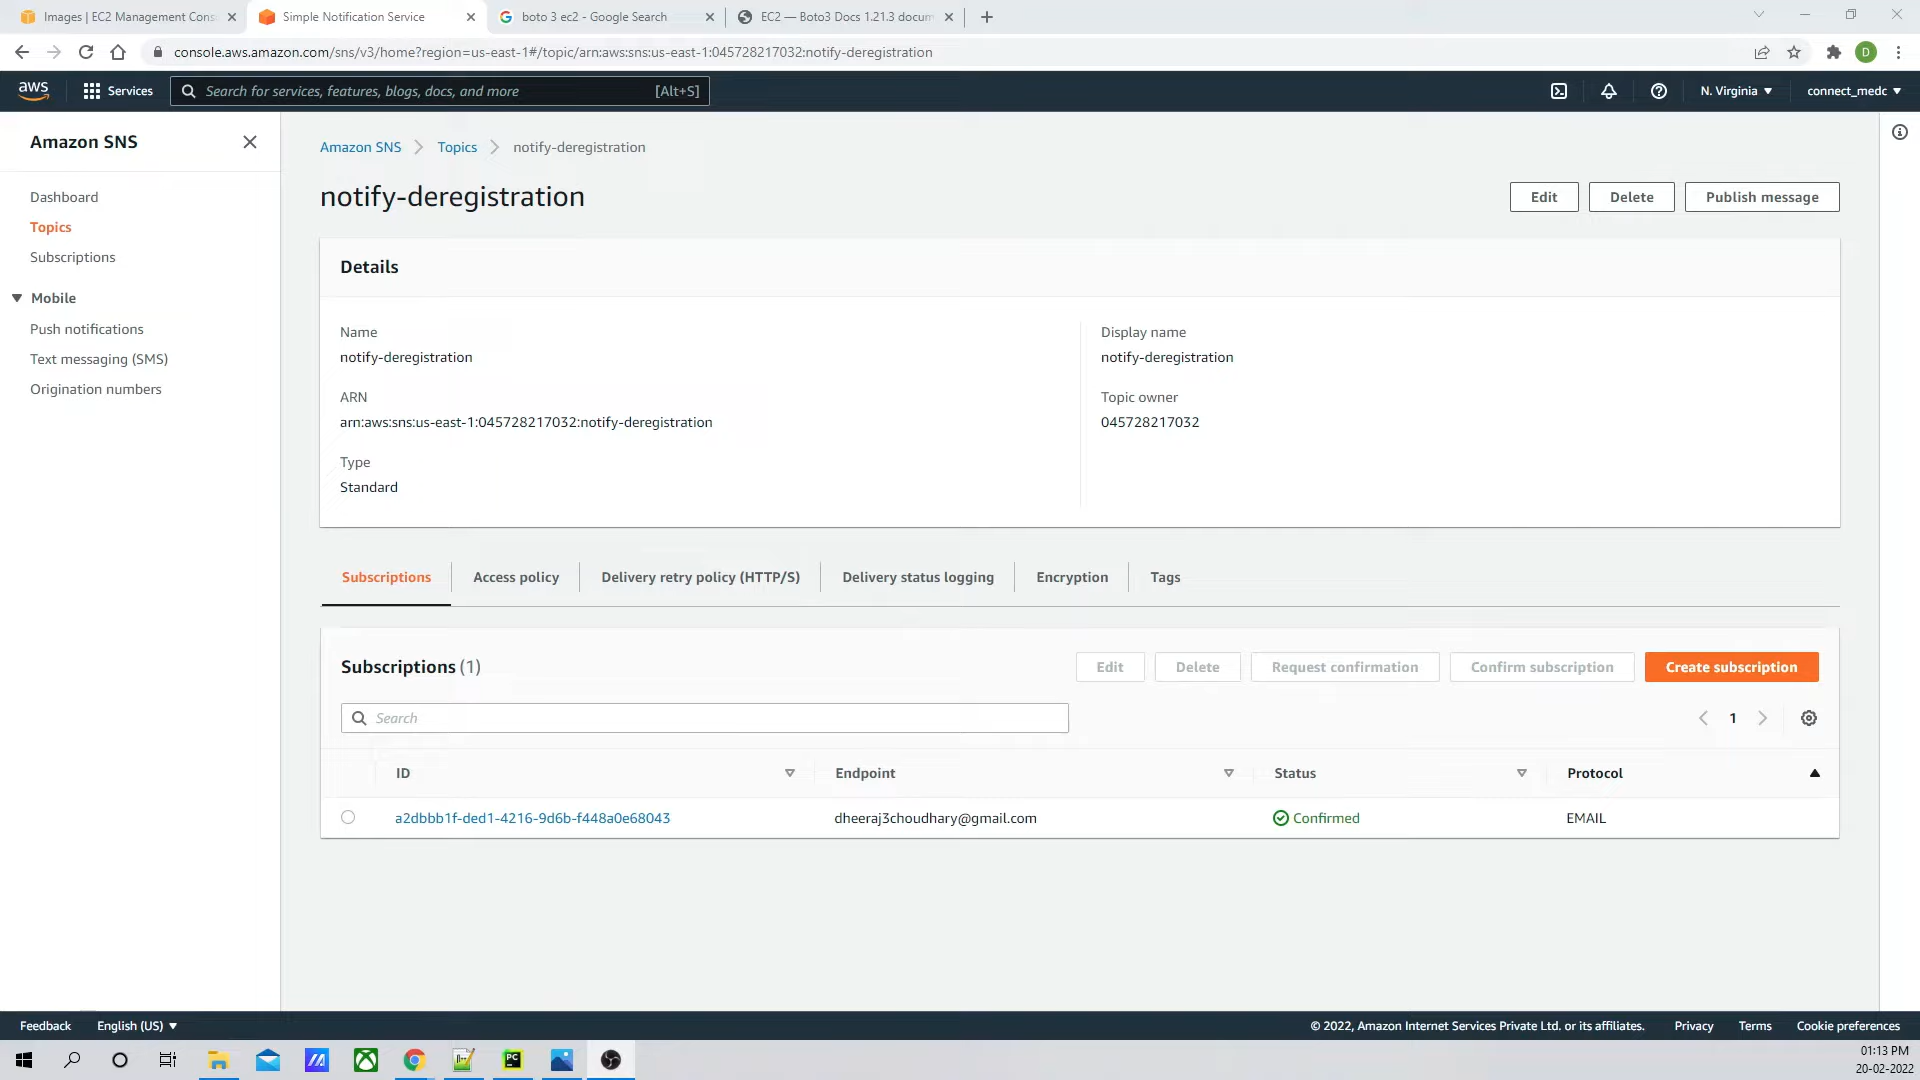 Images | EC2 Management Cons
Simple Notification Service
boto 3 ec2 - Google Search
EC2 — Boto3 Docs 1.21.3 docum
console.aws.amazon.com/sns/v3/home?region=us-east-1#/topic/arn:aws:sns:us-east-1:045728217032:notify-deregistration
D
aws
Services
Search for services, features, blogs, docs, and more
[Alt+S]
N. Virginia
connect_medc
Amazon SNS
Dashboard
Topics
Subscriptions
Mobile
Push notifications
Text messaging (SMS)
Origination numbers
Amazon SNS
Topics
notify-deregistration
notify-deregistration
Edit
Delete
Publish message
Details
Name
notify-deregistration
ARN
arn:aws:sns:us-east-1:045728217032:notify-deregistration
Type
Standard
Display name
notify-deregistration
Topic owner
045728217032
Subscriptions
Access policy
Delivery retry policy (HTTP/S)
Delivery status logging
Encryption
Tags
Subscriptions (1)
Edit
Delete
Request confirmation
Confirm subscription
Create subscription
Search
1
ID
Endpoint
Status
Protocol
a2dbbb1f-ded1-4216-9d6b-f448a0e68043
dheeraj3choudhary@gmail.com
Confirmed
EMAIL
Feedback
English (US)
© 2022, Amazon Internet Services Private Ltd. or its affiliates.
Privacy
Terms
Cookie preferences
PC
01:13 PM
20-02-2022